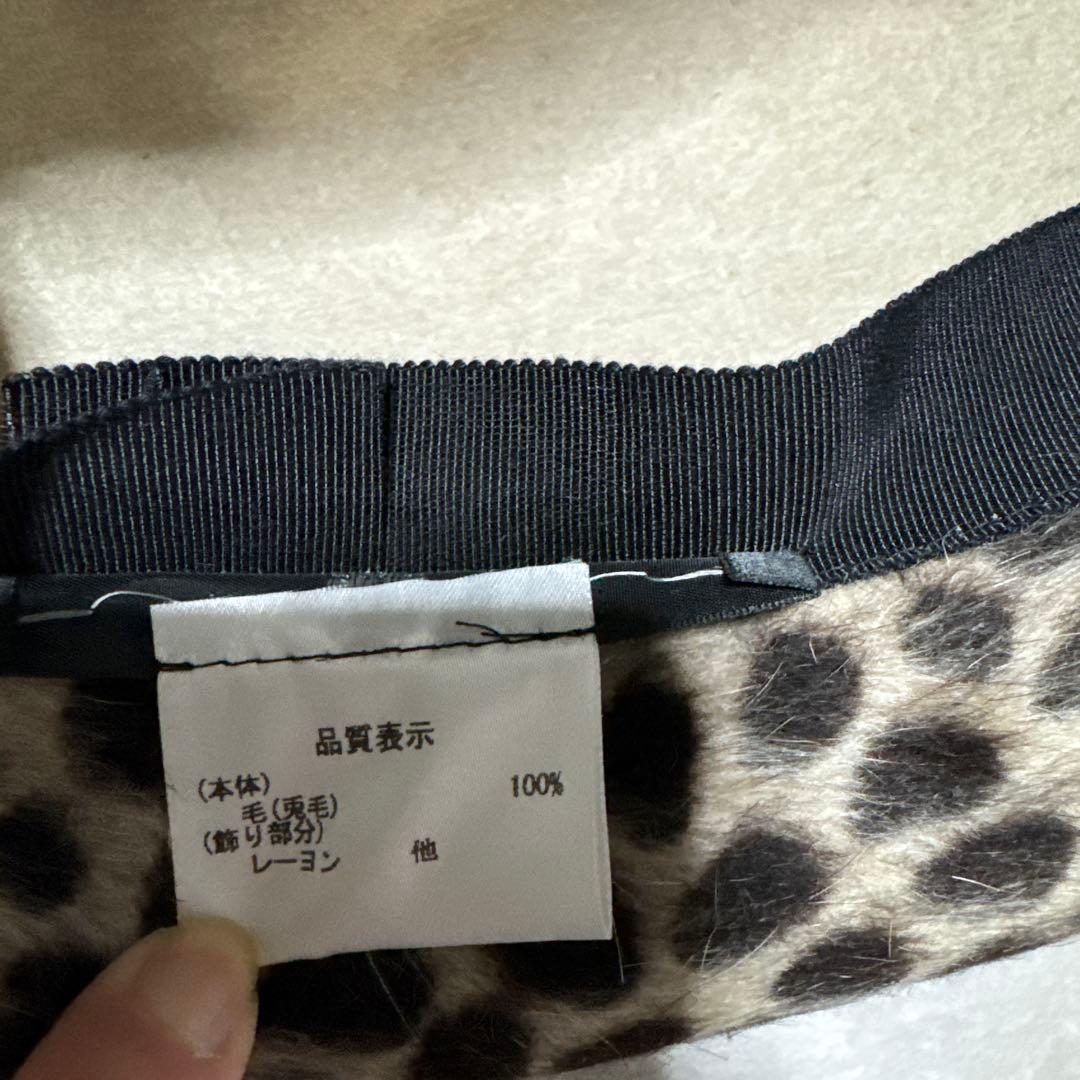 品質表示
(本体) 100%
毛(兎毛)
(飾り部分)
レーヨン 他